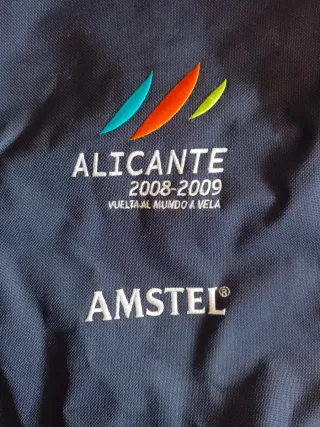 ALICANTE
2008-2009
VUELTA AL MUNDO A VELA
AMSTEL®